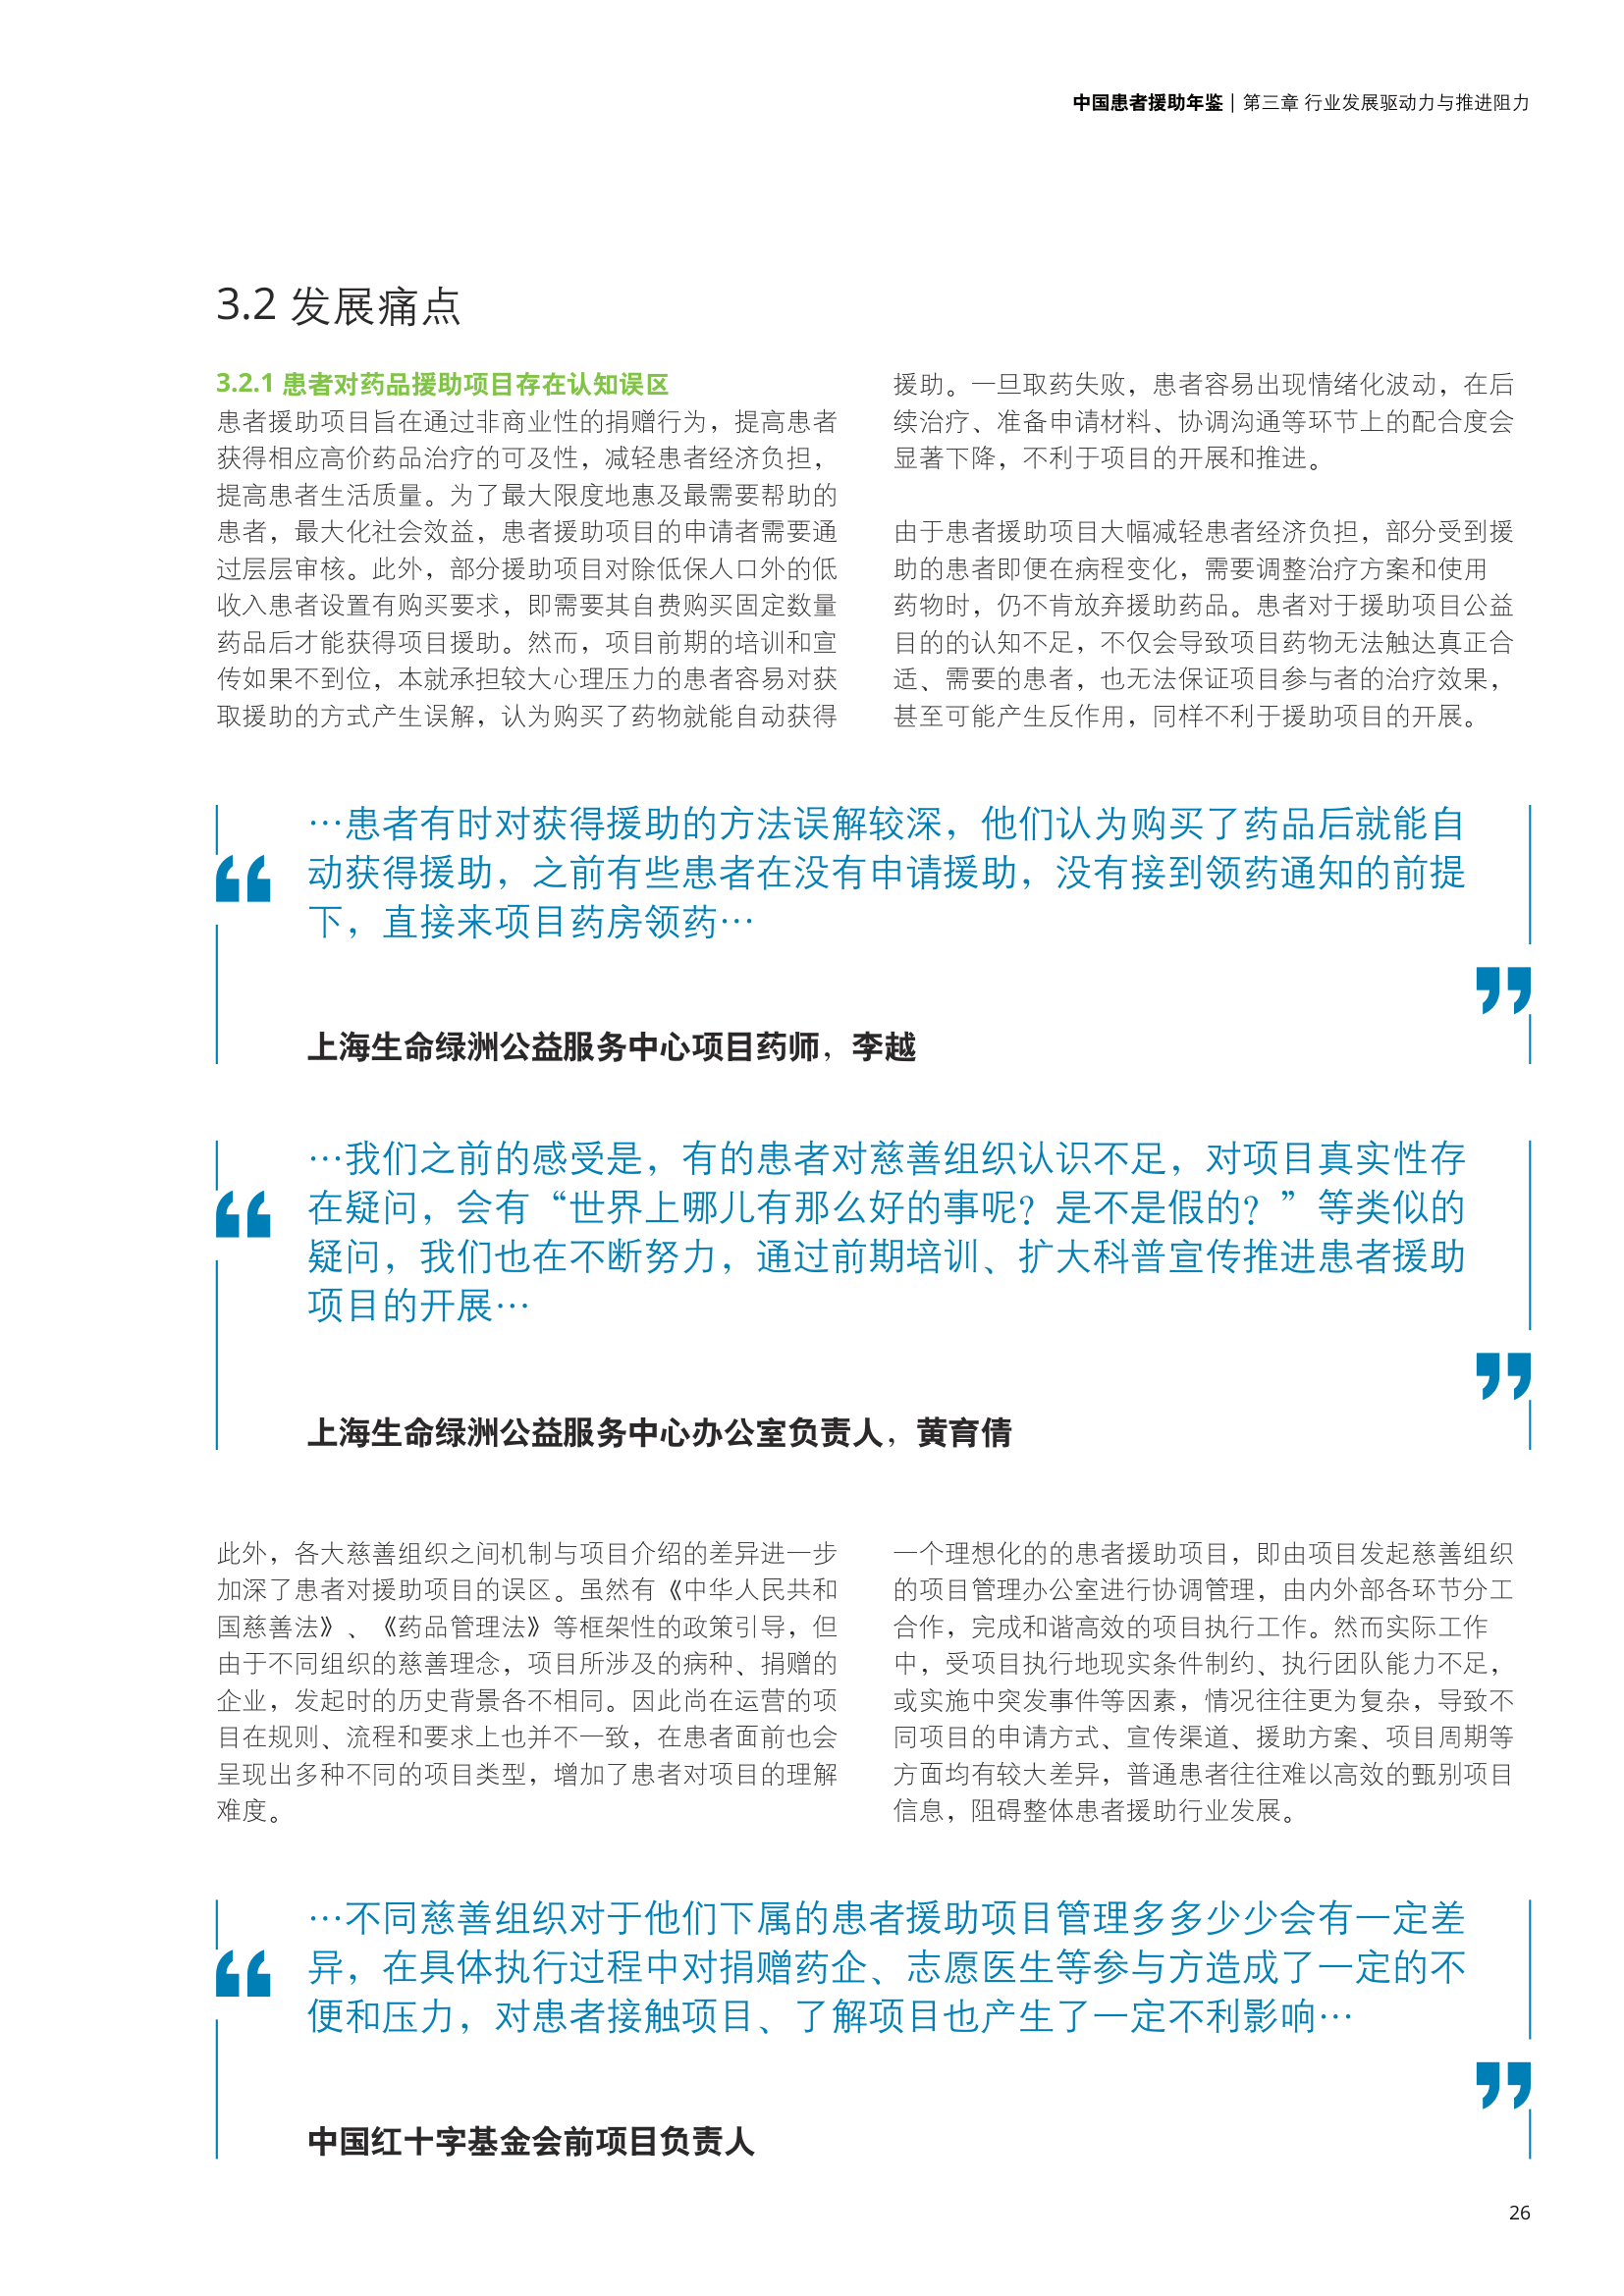 中国患者援助年鉴 | 第三章 行业发展驱动力与推进阻力
3.2 发展痛点
3.2.1 患者对药品援助项目存在认知误区
患者援助项目旨在通过非商业性的捐赠行为，提高患者
获得相应高价药品治疗的可及性，减轻患者经济负担，
提高患者生活质量。为了最大限度地惠及最需要帮助的
患者，最大化社会效益，患者援助项目的申请者需要通
过层层审核。此外，部分援助项目对除低保人口外的低
收入患者设置有购买要求，即需要其自费购买固定数量
药品后才能获得项目援助。然而，项目前期的培训和宣
传如果不到位，本就承担较大心理压力的患者容易对获
取援助的方式产生误解，认为购买了药物就能自动获得
援助。一旦取药失败，患者容易出现情绪化波动，在后
续治疗、准备申请材料、协调沟通等环节上的配合度会
显著下降，不利于项目的开展和推进。
由于患者援助项目大幅减轻患者经济负担，部分受到援
助的患者即便在病程变化，需要调整治疗方案和使用
药物时，仍不肯放弃援助药品。患者对于援助项目公益
目的的认知不足，不仅会导致项目药物无法触达真正合
适、需要的患者，也无法保证项目参与者的治疗效果，
甚至可能产生反作用，同样不利于援助项目的开展。
“
…患者有时对获得援助的方法误解较深，他们认为购买了药品后就能自
动获得援助，之前有些患者在没有申请援助，没有接到领药通知的前提
下，直接来项目药房领药…
”
上海生命绿洲公益服务中心项目药师，李越
“
…我们之前的感受是，有的患者对慈善组织认识不足，对项目真实性存
在疑问，会有“世界上哪儿有那么好的事呢？是不是假的？”等类似的
疑问，我们也在不断努力，通过前期培训、扩大科普宣传推进患者援助
项目的开展…
”
上海生命绿洲公益服务中心办公室负责人，黄育倩
此外，各大慈善组织之间机制与项目介绍的差异进一步
加深了患者对援助项目的误区。虽然有《中华人民共和
国慈善法》、《药品管理法》等框架性的政策引导，但
由于不同组织的慈善理念，项目所涉及的病种、捐赠的
企业，发起时的历史背景各不相同。因此尚在运营的项
目在规则、流程和要求上也并不一致，在患者面前也会
呈现出多种不同的项目类型，增加了患者对项目的理解
难度。
一个理想化的的患者援助项目，即由项目发起慈善组织
的项目管理办公室进行协调管理，由内外部各环节分工
合作，完成和谐高效的项目执行工作。然而实际工作
中，受项目执行地现实条件制约、执行团队能力不足，
或实施中突发事件等因素，情况往往更为复杂，导致不
同项目的申请方式、宣传渠道、援助方案、项目周期等
方面均有较大差异，普通患者往往难以高效的甄别项目
信息，阻碍整体患者援助行业发展。
“
…不同慈善组织对于他们下属的患者援助项目管理多多少少会有一定差
异，在具体执行过程中对捐赠药企、志愿医生等参与方造成了一定的不
便和压力，对患者接触项目、了解项目也产生了一定不利影响…
”
中国红十字基金会前项目负责人
26